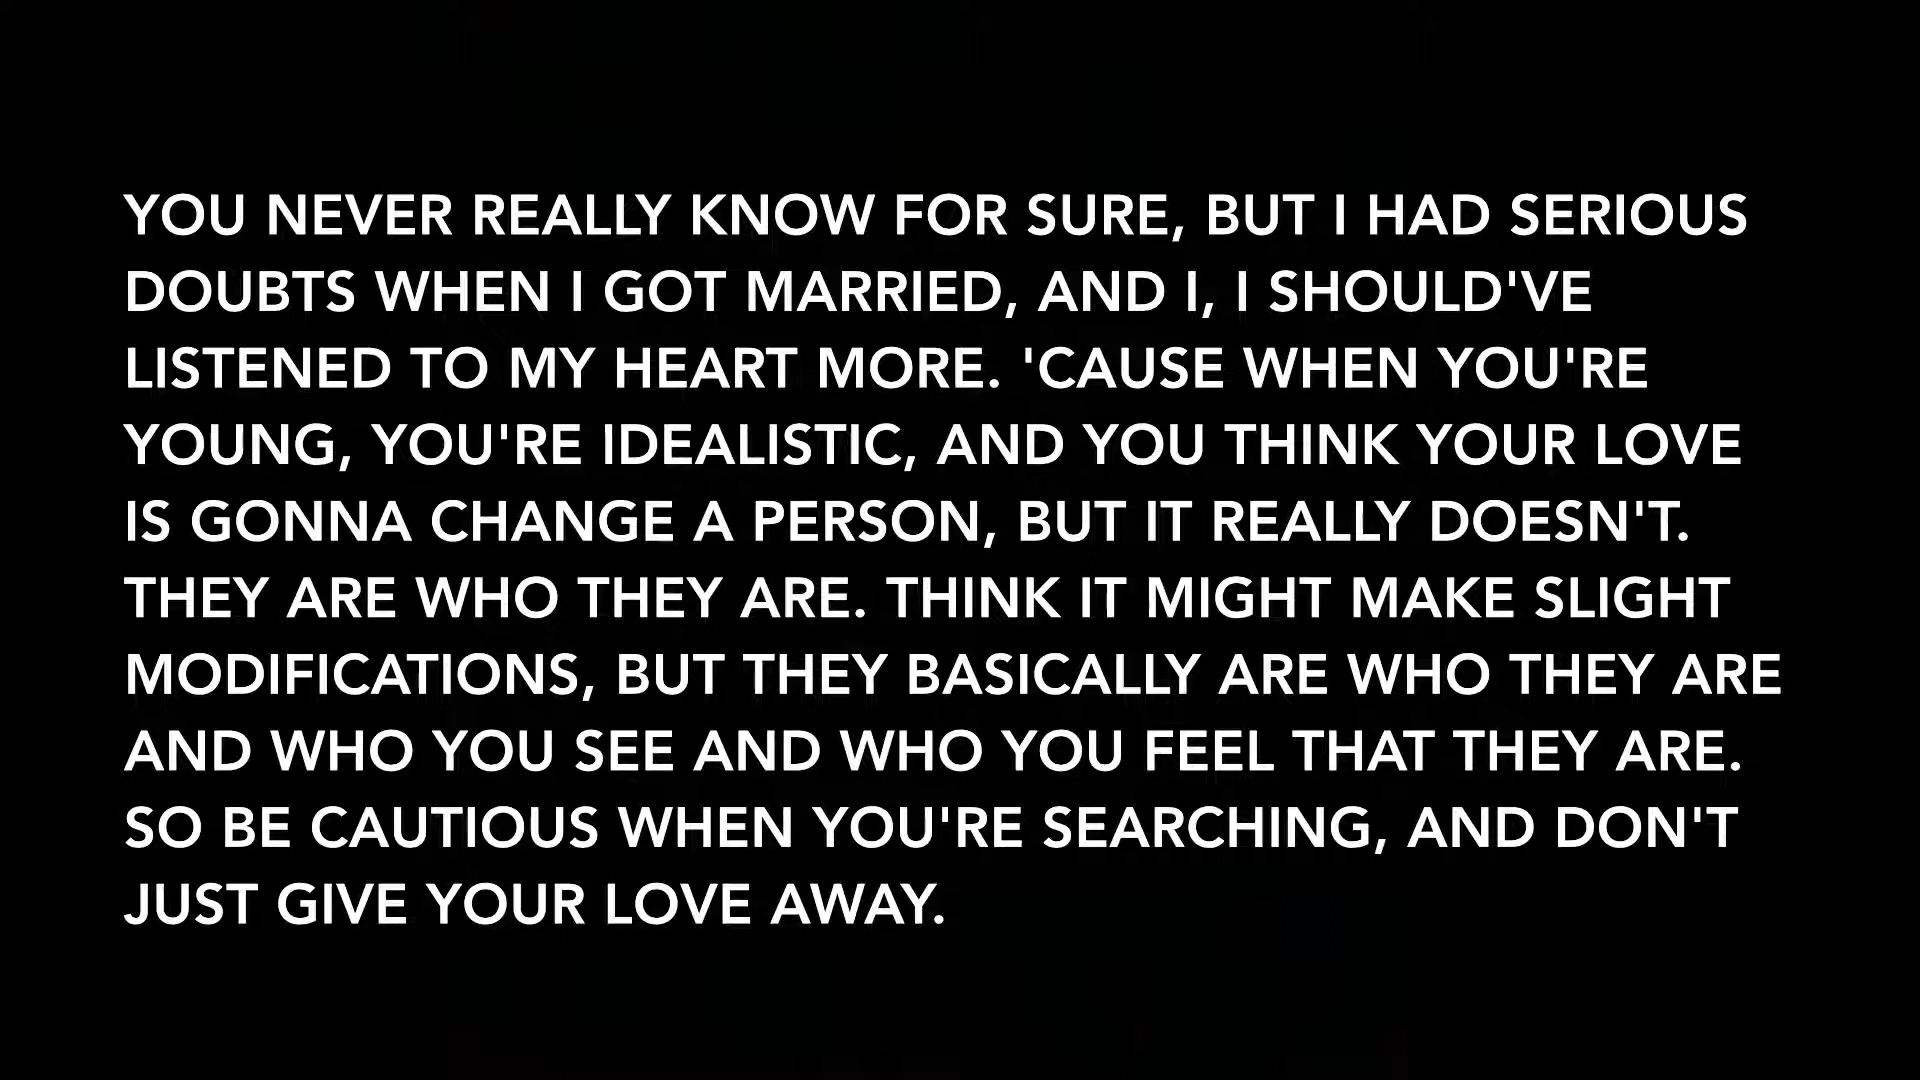 YOU NEVER REALLY KNOW FOR SURE, BUT I HAD SERIOUS
DOUBTS WHEN I GOT MARRIED, AND I, I SHOULD'VE
LISTENED TO MY HEART MORE. 'CAUSE WHEN YOU'RE
YOUNG, YOU'RE IDEALISTIC, AND YOU THINK YOUR LOVE
IS GONNA CHANGE A PERSON, BUT IT REALLY DOESN'T.
THEY ARE WHO THEY ARE. THINK IT MIGHT MAKE SLIGHT
MODIFICATIONS, BUT THEY BASICALLY ARE WHO THEY ARE
AND WHO YOU SEE AND WHO YOU FEEL THAT THEY ARE.
SO BE CAUTIOUS WHEN YOU'RE SEARCHING, AND DON'T
JUST GIVE YOUR LOVE AWAY.